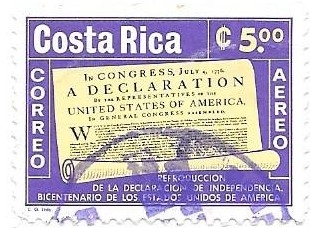 Costa Rica
₡ 5.00
CORREO
AEREO
IN CONGRESS, JULY 4, 1776.
A DECLARATION
BY THE REPRESENTATIVES OF THE
UNITED STATES OF AMERICA,
IN GENERAL CONGRESS ASSEMBLED.
REPRODUCCION
DE LA DECLARACION DE INDEPENDENCIA.
BICENTENARIO DE LOS ESTADOS UNIDOS DE AMERICA